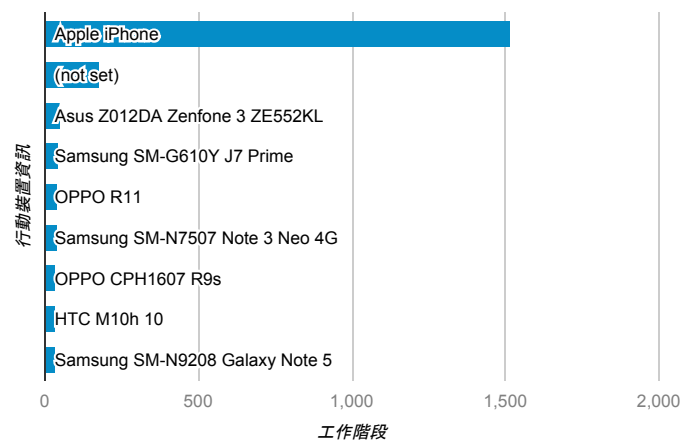 Apple iPhone
(not set)
Asus Z012DA Zenfone 3 ZE552KL
Samsung SM-G610Y J7 Prime
OPPO R11
Samsung SM-N7507 Note 3 Neo 4G
OPPO CPH1607 R9s
HTC M10h 10
Samsung SM-N9208 Galaxy Note 5
行動裝置資訊
0 500 1,000 1,500 2,000
工作階段